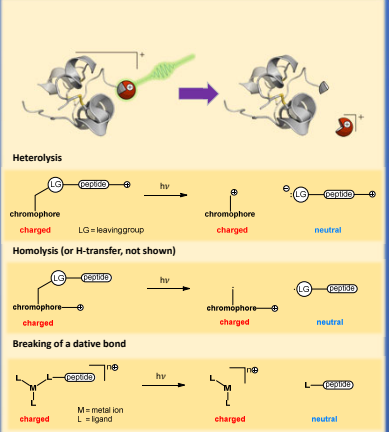 +
+
Heterolysis
LG peptide ⊕ hν ⊕ ⊖ :LG peptide ⊕
chromophore chromophore
charged LG = leaving group charged neutral
Homolysis (or H-transfer, not shown)
LG peptide hν . ·LG peptide
chromophore ⊕ chromophore ⊕
charged charged neutral
Breaking of a dative bond
n⊕ n⊕
L L peptide hν L L peptide
M M
L L
M = metal ion
charged L = ligand charged neutral